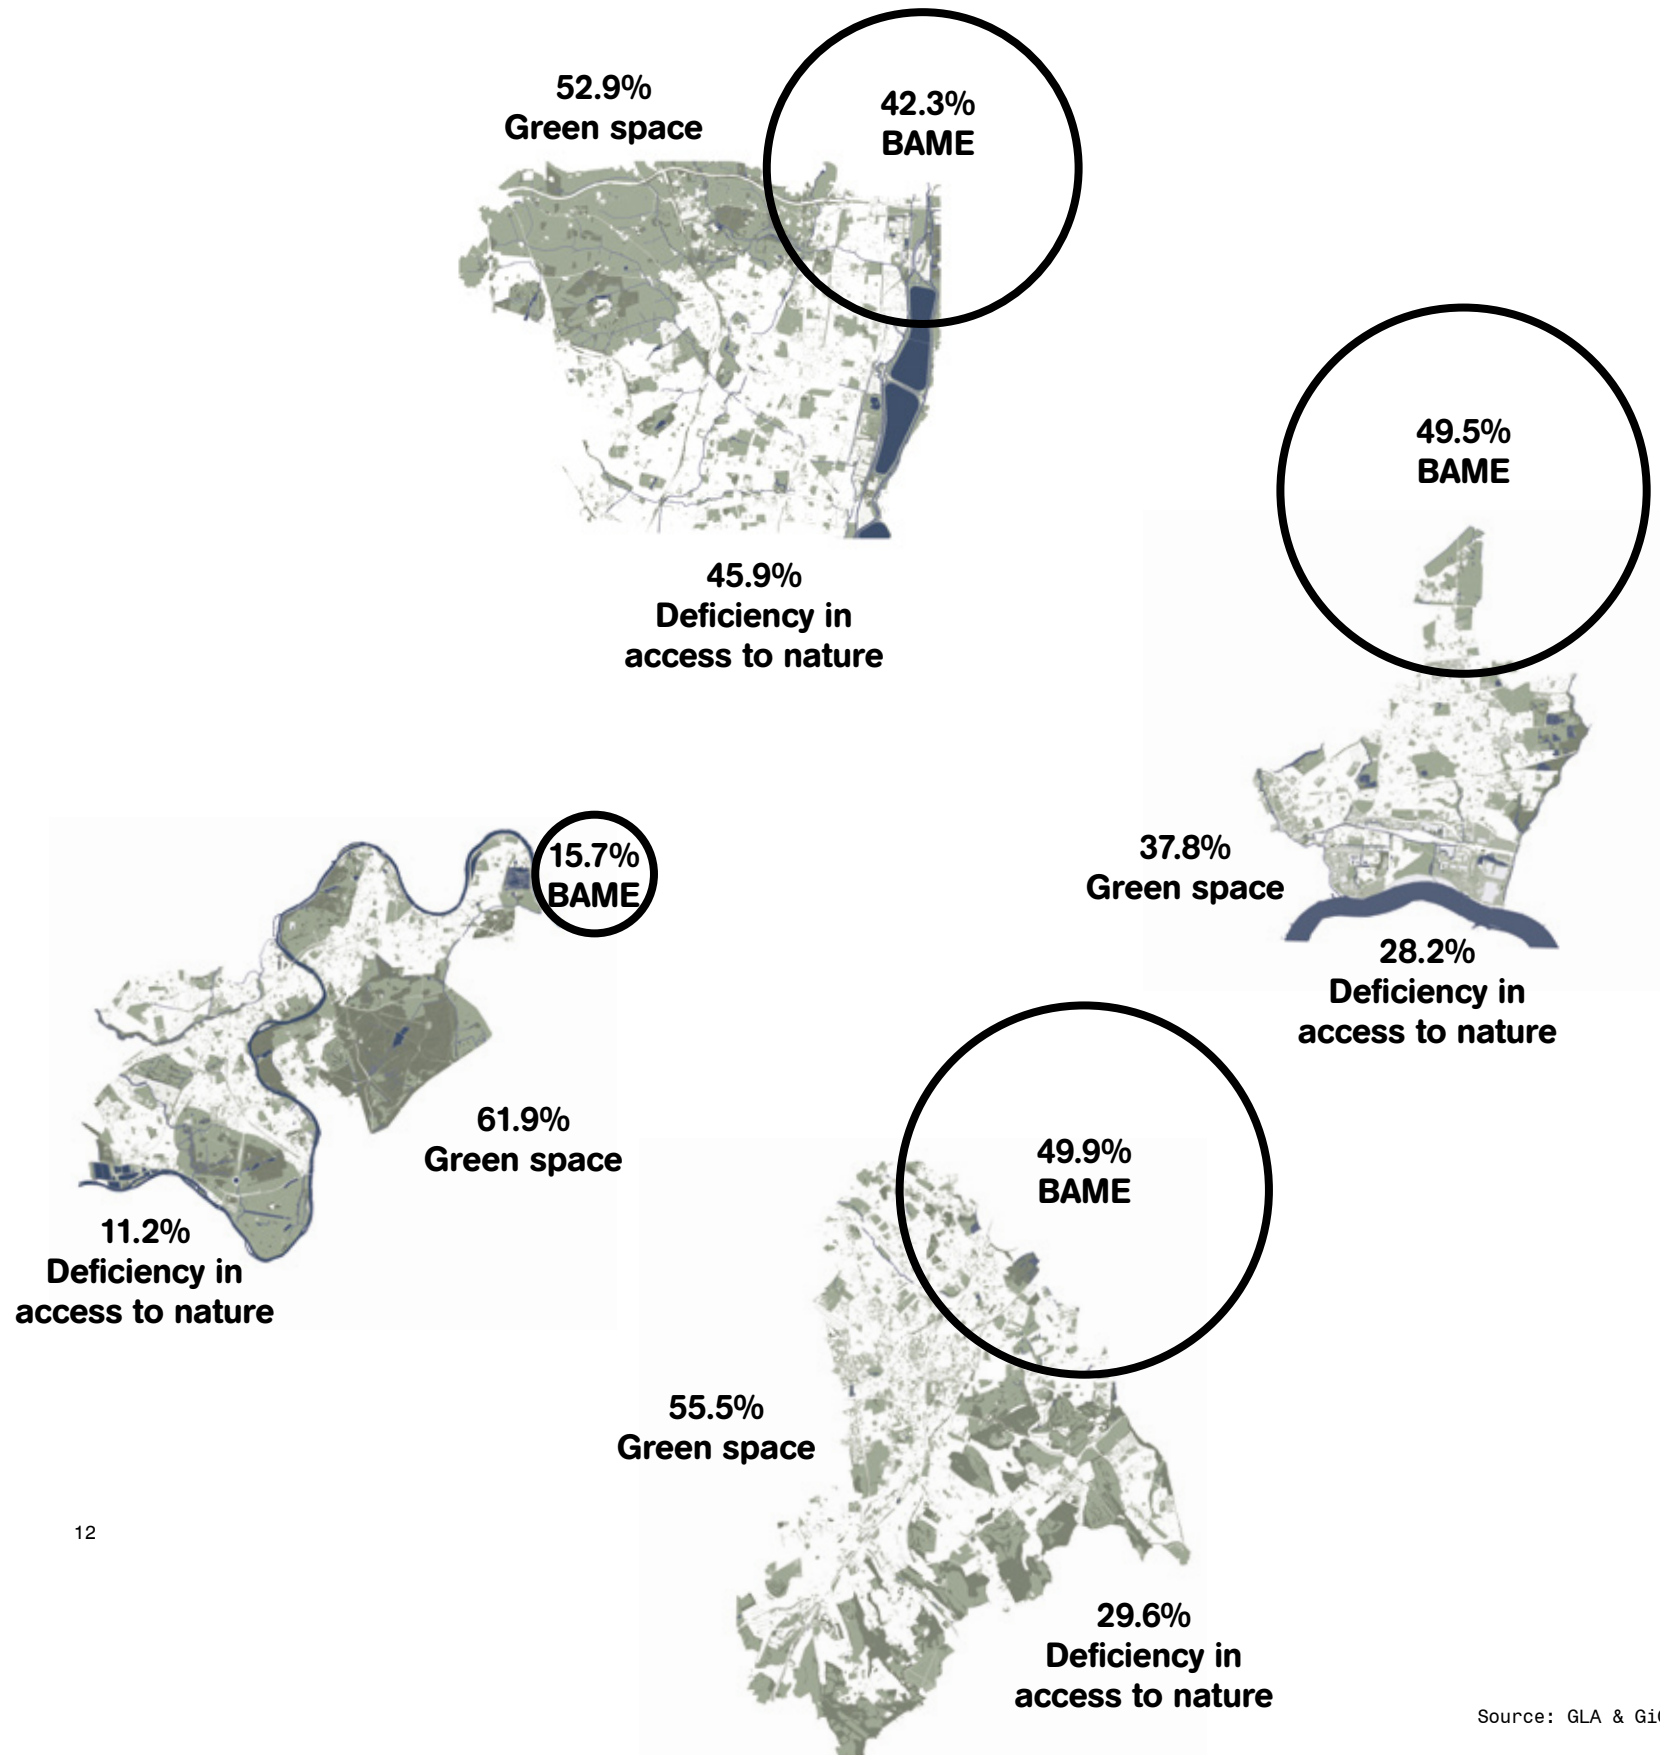 52.9%
Green space
42.3%
BAME
45.9%
Deficiency in
access to nature
49.5%
BAME
37.8%
Green space
28.2%
Deficiency in
access to nature
15.7%
BAME
61.9%
Green space
11.2%
Deficiency in
access to nature
49.9%
BAME
55.5%
Green space
29.6%
Deficiency in
access to nature
12
Source: GLA & Gi